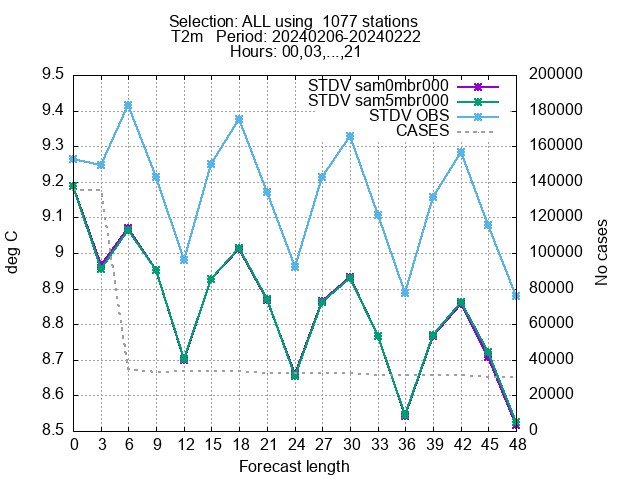 Selection: ALL using  1077 stations
T2m   Period: 20240206-20240222
Hours: 00,03,...,21
STDV sam0mbr000
STDV sam5mbr000
STDV OBS
CASES
deg C
9.5
9.4
9.3
9.2
9.1
9
8.9
8.8
8.7
8.6
8.5
200000
180000
160000
140000
120000
100000
80000
60000
40000
20000
0
No cases
0 3 6 9 12 15 18 21 24 27 30 33 36 39 42 45 48
Forecast length